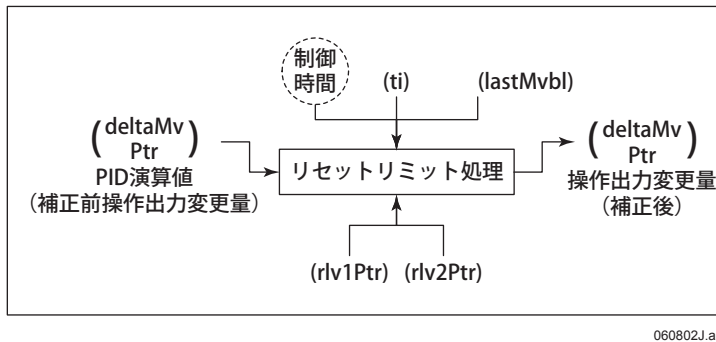 制御
時間
(ti)
(lastMvbl)
(deltaMv
Ptr)
PID演算値
（補正前操作出力変更量）
リセットリミット処理
(deltaMv
Ptr)
操作出力変更量
（補正後）
(rlv1Ptr) (rlv2Ptr)
060802J.a